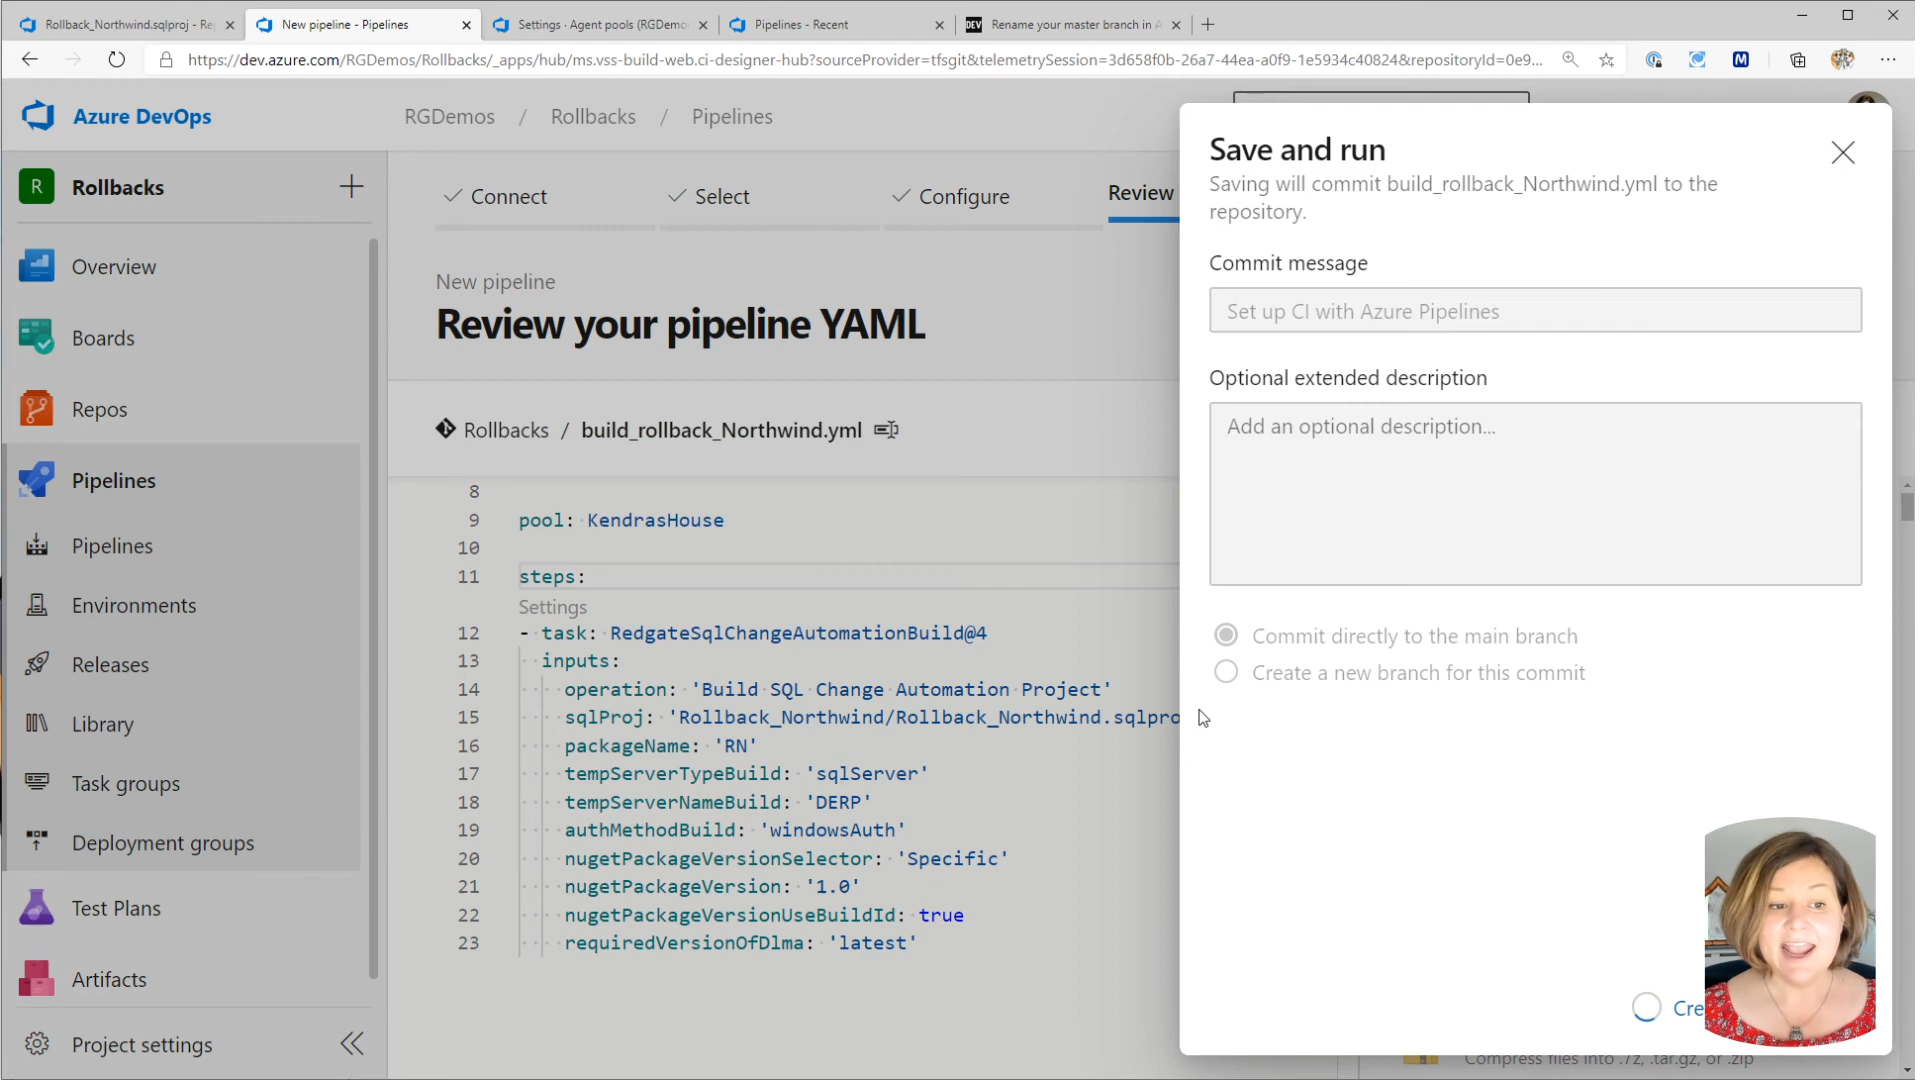 Rollback_Northwind.sqlproj - Re
New pipeline - Pipelines
Settings · Agent pools (RGDemo
Pipelines - Recent
DEV
Rename your master branch in A
https://dev.azure.com/RGDemos/Rollbacks/_apps/hub/ms.vss-build-web.ci-designer-hub?sourceProvider=tfsgit&telemetrySession=3d658f0b-26a7-44ea-a0f9-1e5934c40824&repositoryId=0e9...
Azure DevOps
RGDemos / Rollbacks / Pipelines
R Rollbacks
Overview
Boards
Repos
Pipelines
Pipelines
Environments
Releases
Library
Task groups
Deployment groups
Test Plans
Artifacts
Project settings
Connect
Select
Configure
Review
New pipeline
Review your pipeline YAML
Rollbacks / build_rollback_Northwind.yml
8
9 pool: KendrasHouse
10
11 steps:
Settings
12 - task: RedgateSqlChangeAutomationBuild@4
13 inputs:
14 operation: 'Build SQL Change Automation Project'
15 sqlProj: 'Rollback_Northwind/Rollback_Northwind.sqlpro
16 packageName: 'RN'
17 tempServerTypeBuild: 'sqlServer'
18 tempServerNameBuild: 'DERP'
19 authMethodBuild: 'windowsAuth'
20 nugetPackageVersionSelector: 'Specific'
21 nugetPackageVersion: '1.0'
22 nugetPackageVersionUseBuildId: true
23 requiredVersionOfDlma: 'latest'
Save and run
Saving will commit build_rollback_Northwind.yml to the
repository.
Commit message
Set up CI with Azure Pipelines
Optional extended description
Add an optional description...
Commit directly to the main branch
Create a new branch for this commit
Cre
Compress files into .7z, .tar.gz, or .zip